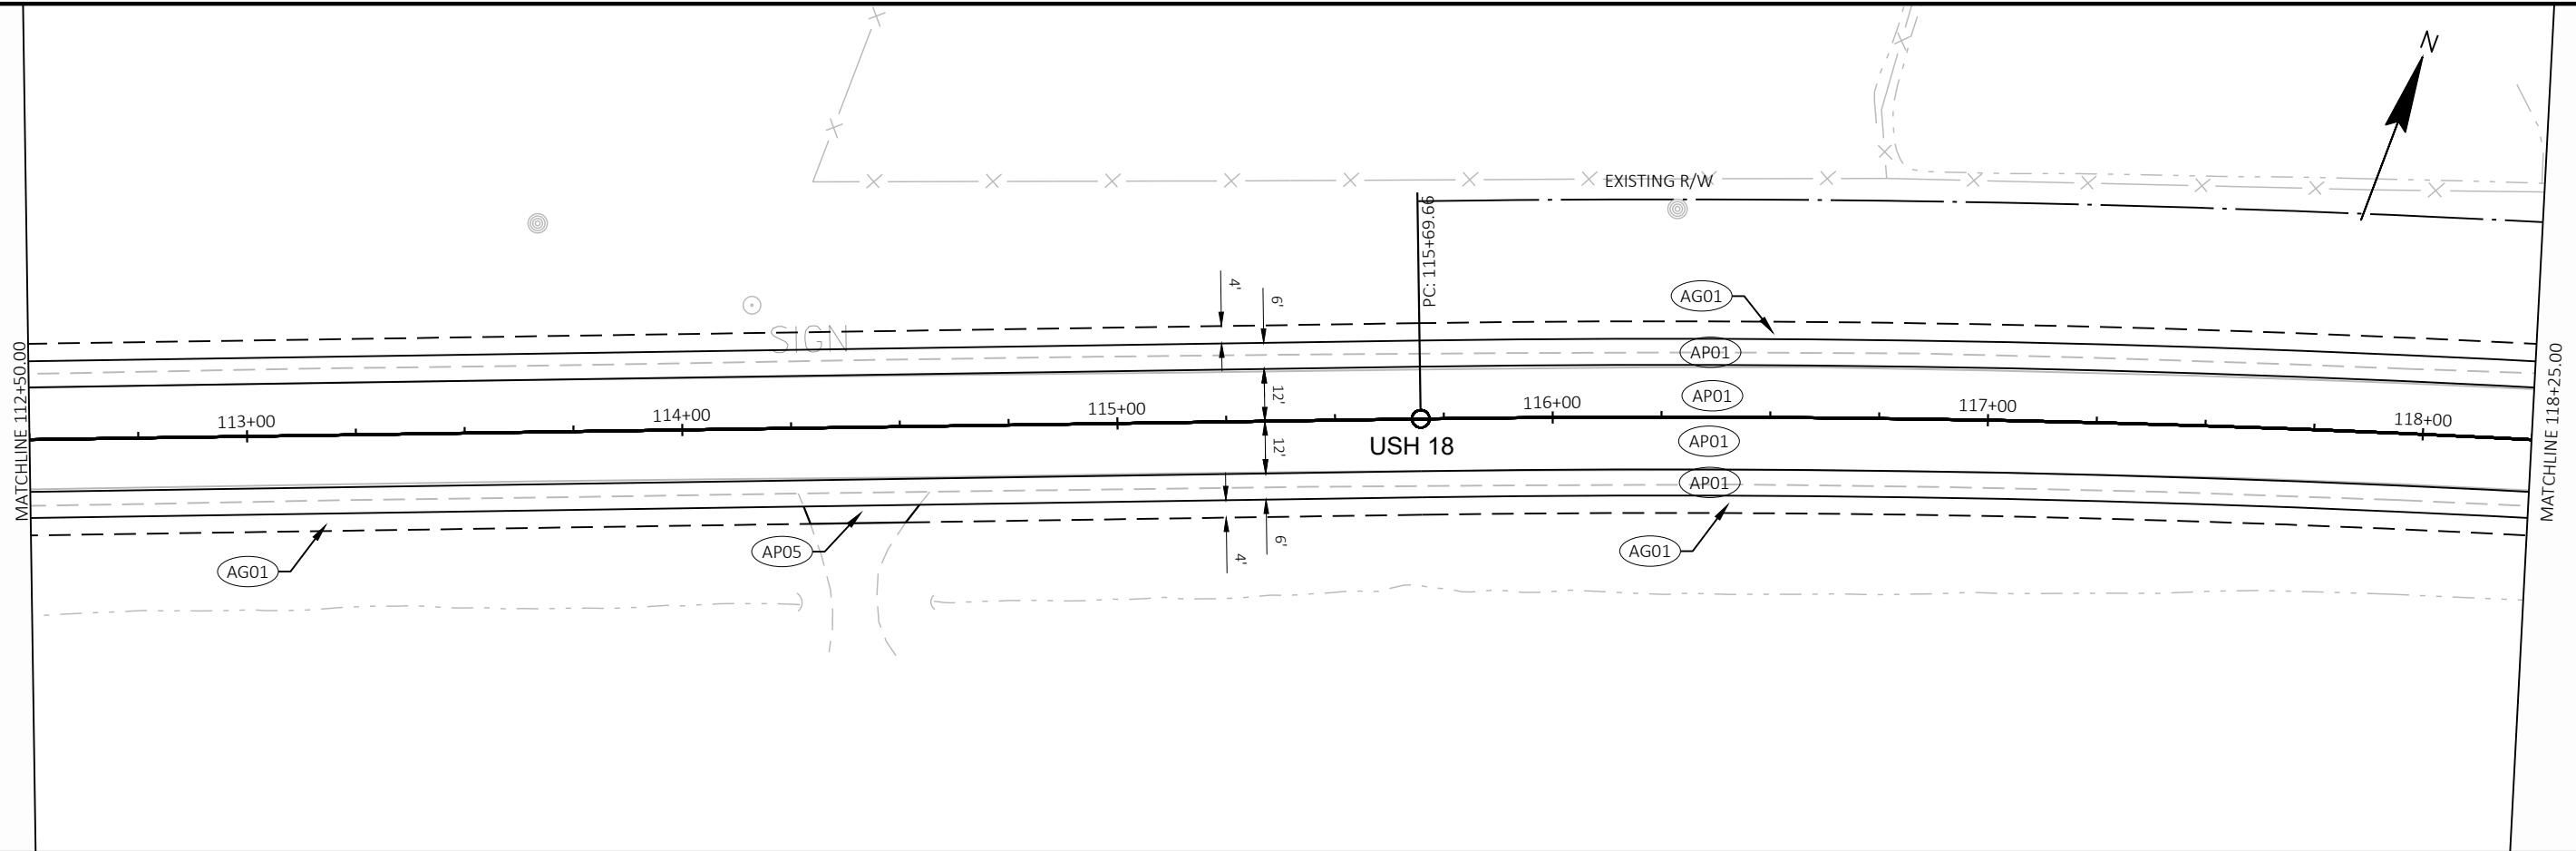 N
EXISTING R/W
PC: 115+69.66
4'
6'
AG01
SIGN
AP01
MATCHLINE 112+50.00
MATCHLINE 118+25.00
12'
AP01
113+00
114+00
115+00
116+00
117+00
118+00
12'
USH 18
AP01
AP01
AG01
AP05
4'
6'
AG01